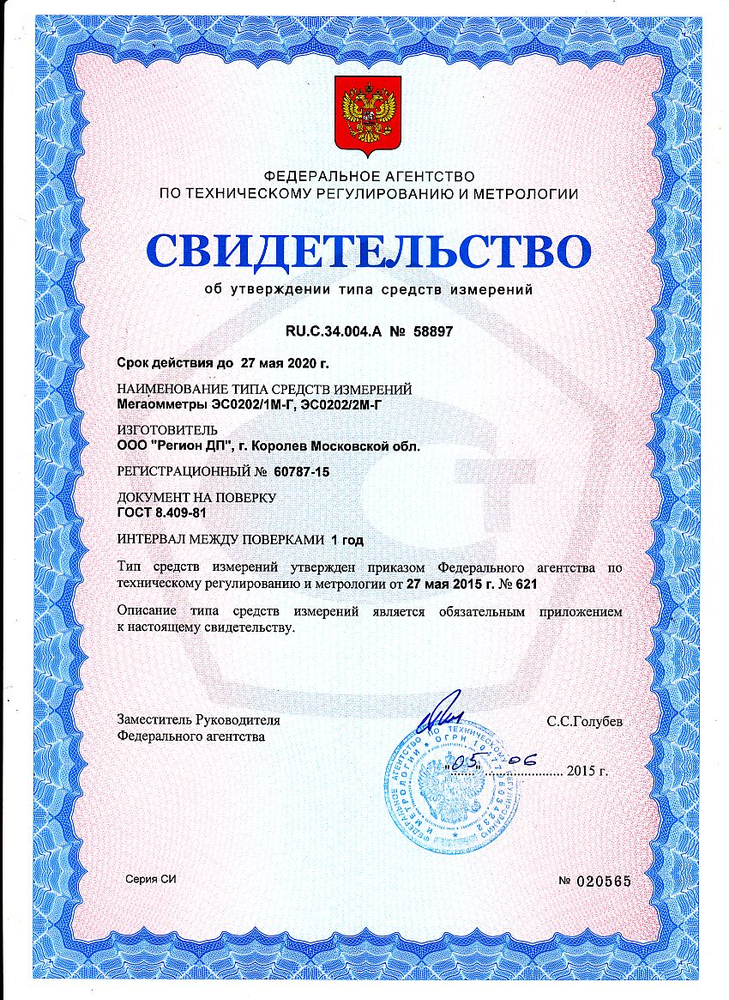 ФЕДЕРАЛЬНОЕ АГЕНТСТВО
ПО ТЕХНИЧЕСКОМУ РЕГУЛИРОВАНИЮ И МЕТРОЛОГИИ
СВИДЕТЕЛЬСТВО
об утверждении типа средств измерений
RU.C.34.004.A № 58897
Срок действия до 27 мая 2020 г.
НАИМЕНОВАНИЕ ТИПА СРЕДСТВ ИЗМЕРЕНИЙ
Мегаомметры ЭС0202/1М-Г, ЭС0202/2М-Г
ИЗГОТОВИТЕЛЬ
ООО "Регион ДП", г. Королев Московской обл.
РЕГИСТРАЦИОННЫЙ № 60787-15
ДОКУМЕНТ НА ПОВЕРКУ
ГОСТ 8.409-81
ИНТЕРВАЛ МЕЖДУ ПОВЕРКАМИ 1 год
Тип средств измерений утвержден приказом Федерального агентства по
техническому регулированию и метрологии от 27 мая 2015 г. № 621
Описание типа средств измерений является обязательным приложением
к настоящему свидетельству.
Заместитель Руководителя
Федерального агентства
С.С.Голубев
ФЕДЕРАЛЬНОЕ АГЕНТСТВО ПО ТЕХНИЧЕСКОМУ РЕГУЛИРОВАНИЮ
И МЕТРОЛОГИИ * ОГРН
"05" 06 2015 г.
Серия СИ
№ 020565